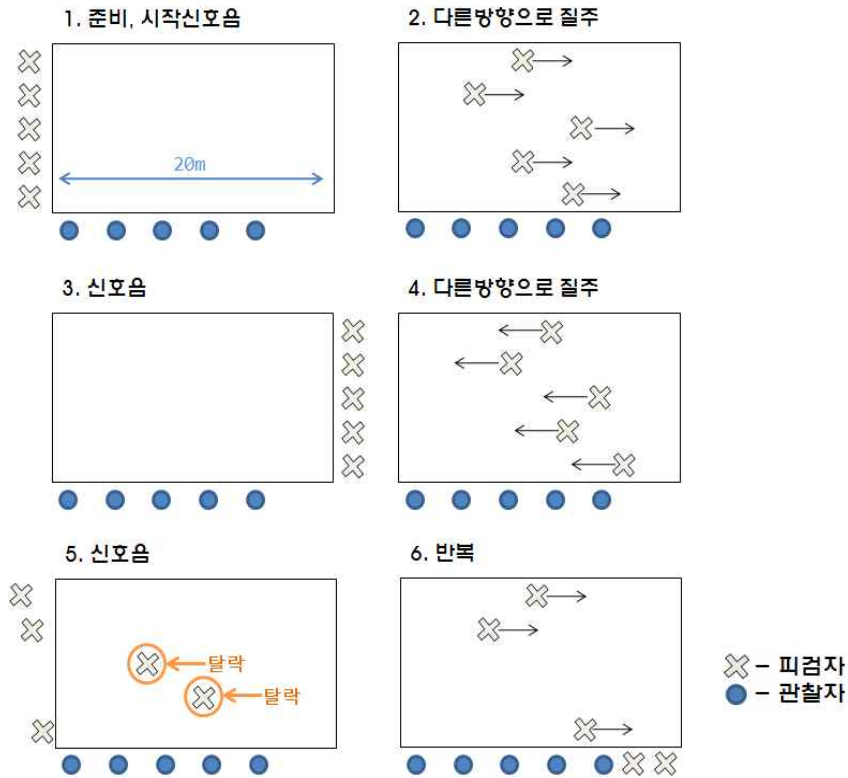 1. 준비, 시작신호음
2. 다른방향으로 질주
20m
3. 신호음
4. 다른방향으로 질주
5. 신호음
6. 반복
탈락
탈락
– 피검자
– 관찰자